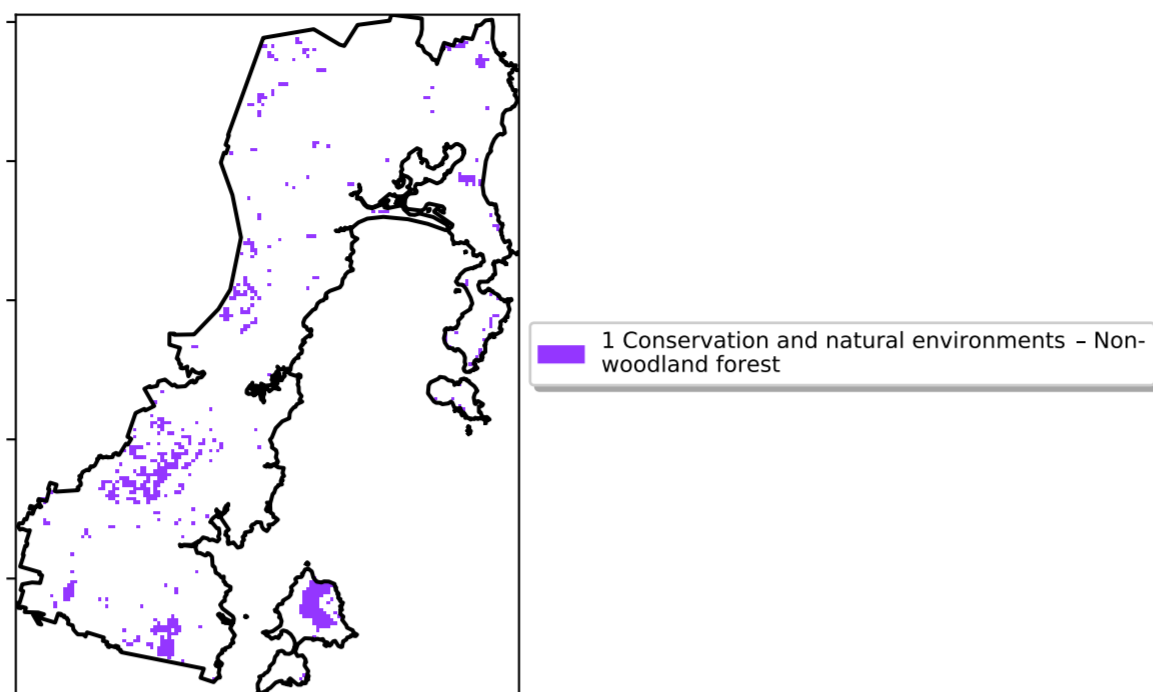 1 Conservation and natural environments – Non-
woodland forest